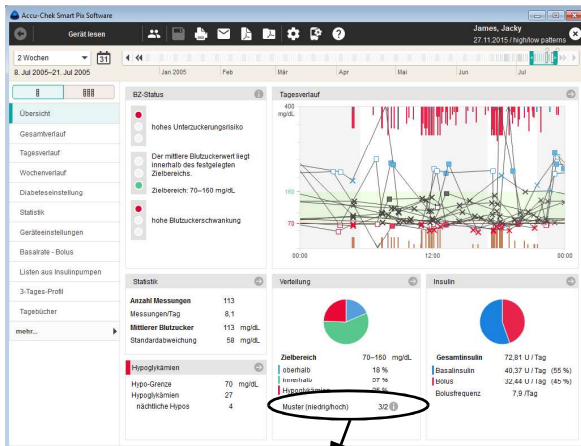 Accu-Chek Smart Pix Software
Gerät lesen
James, Jacky
27.11.2015 / high/low patterns
2 Wochen
31
8. Jul 2005–21. Jul 2005
Jan 2005 Feb Mär Apr Mai Jun Jul
Übersicht
Gesamtverlauf
Tagesverlauf
Wochenverlauf
Diabeteseinstellung
Statistik
Geräteeinstellungen
Basalrate - Bolus
Listen aus Insulinpumpen
3-Tages-Profil
Tagebücher
mehr...
BZ-Status
hohes Unterzuckerungsrisiko
Der mittlere Blutzuckerwert liegt
innerhalb des festgelegten
Zielbereichs.
Zielbereich: 70–160 mg/dL
hohe Blutzuckerschwankung
Tagesverlauf
400
mg/dL
160
70
00:00 12:00 00:00
Statistik
Anzahl Messungen 113
Messungen/Tag 8,1
Mittlerer Blutzucker 113 mg/dL
Standardabweichung 58 mg/dL
Hypoglykämien
Hypo-Grenze 70 mg/dL
Hypoglykämien 27
nächtliche Hypos 4
Verteilung
Zielbereich 70–160 mg/dL
oberhalb 18 %
innerhalb 57 %
Hypoglykämien 25 %
Muster (niedrig/hoch) 3/2
Insulin
Gesamtinsulin 72,81 U / Tag
Basalinsulin 40,37 U / Tag (55 %)
Bolus 32,44 U / Tag (45 %)
Bolusfrequenz 7,9 /Tag